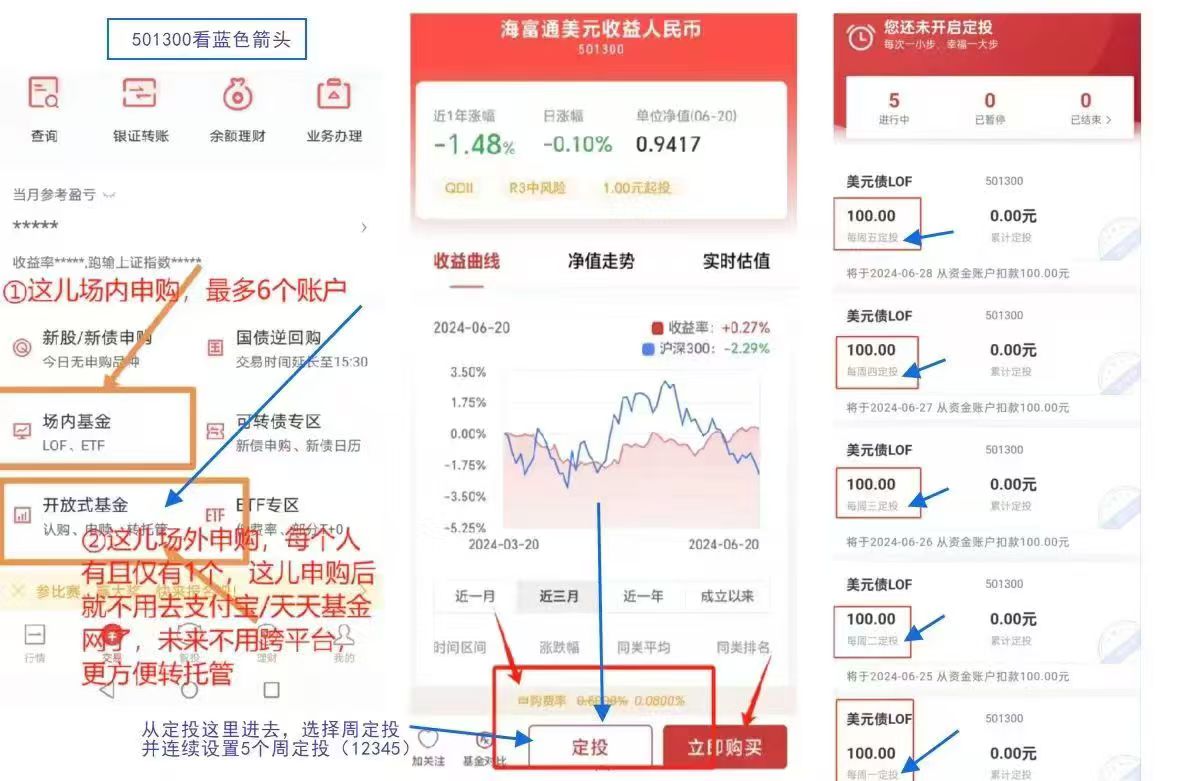 501300看蓝色箭头
查询
银证转账
余额理财
业务办理
当月参考盈亏
*****
收益率*****,跑输上证指数*****
①这儿场内申购，最多6个账户
新股/新债申购
今日无申购品种
国债逆回购
交易时间延长至15:30
场内基金
LOF、ETF
可转债专区
新债申购、新债日历
开放式基金
认购、申赎、转托管
ETF
ETF专区
②这儿场外申购，每个人
有且仅有1个，这儿申购后
就不用去支付宝/天天基金
网了，未来不用跨平台，
更方便转托管
行情
交易
理财
我的
从定投这里进去，选择周定投
并连续设置5个周定投（12345）
海富通美元收益人民币
501300
近1年涨幅
日涨幅
单位净值(06-20)
-1.48%
-0.10%
0.9417
QDII
R3中风险
1.00元起投
收益曲线
净值走势
实时估值
2024-06-20
收益率：+0.27%
沪深300：-2.29%
3.50%
1.75%
0.00%
-1.75%
-3.50%
-5.25%
2024-03-20
2024-06-20
近一月
近三月
近一年
成立以来
时间区间
涨跌幅
同类平均
同类排名
申购费率
0.0800%
加关注
基金对比
定投
立即购买
您还未开启定投
每次一小步、幸福一大步
5
0
0
进行中
已暂停
已结束
美元债LOF
501300
100.00
0.00元
每周五定投
累计定投
将于2024-06-28 从资金账户扣款100.00元
美元债LOF
501300
100.00
0.00元
每周四定投
累计定投
将于2024-06-27 从资金账户扣款100.00元
美元债LOF
501300
100.00
0.00元
每周三定投
累计定投
将于2024-06-26 从资金账户扣款100.00元
美元债LOF
501300
100.00
0.00元
每周二定投
累计定投
将于2024-06-25 从资金账户扣款100.00元
美元债LOF
501300
100.00
0.00元
每周一定投
累计定投